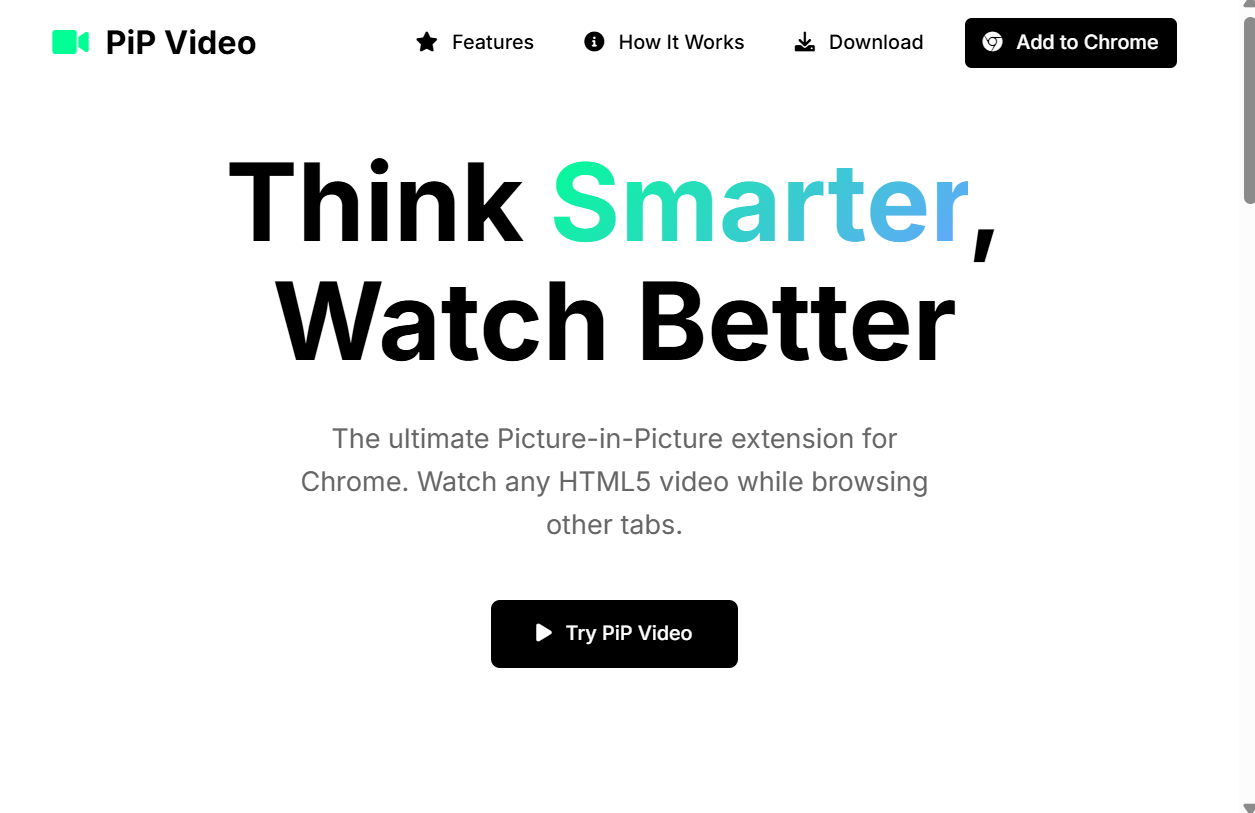 PiP Video
Features
How It Works
Download
Add to Chrome
Think Smarter,
Watch Better
The ultimate Picture-in-Picture extension for
Chrome. Watch any HTML5 video while browsing
other tabs.
Try PiP Video